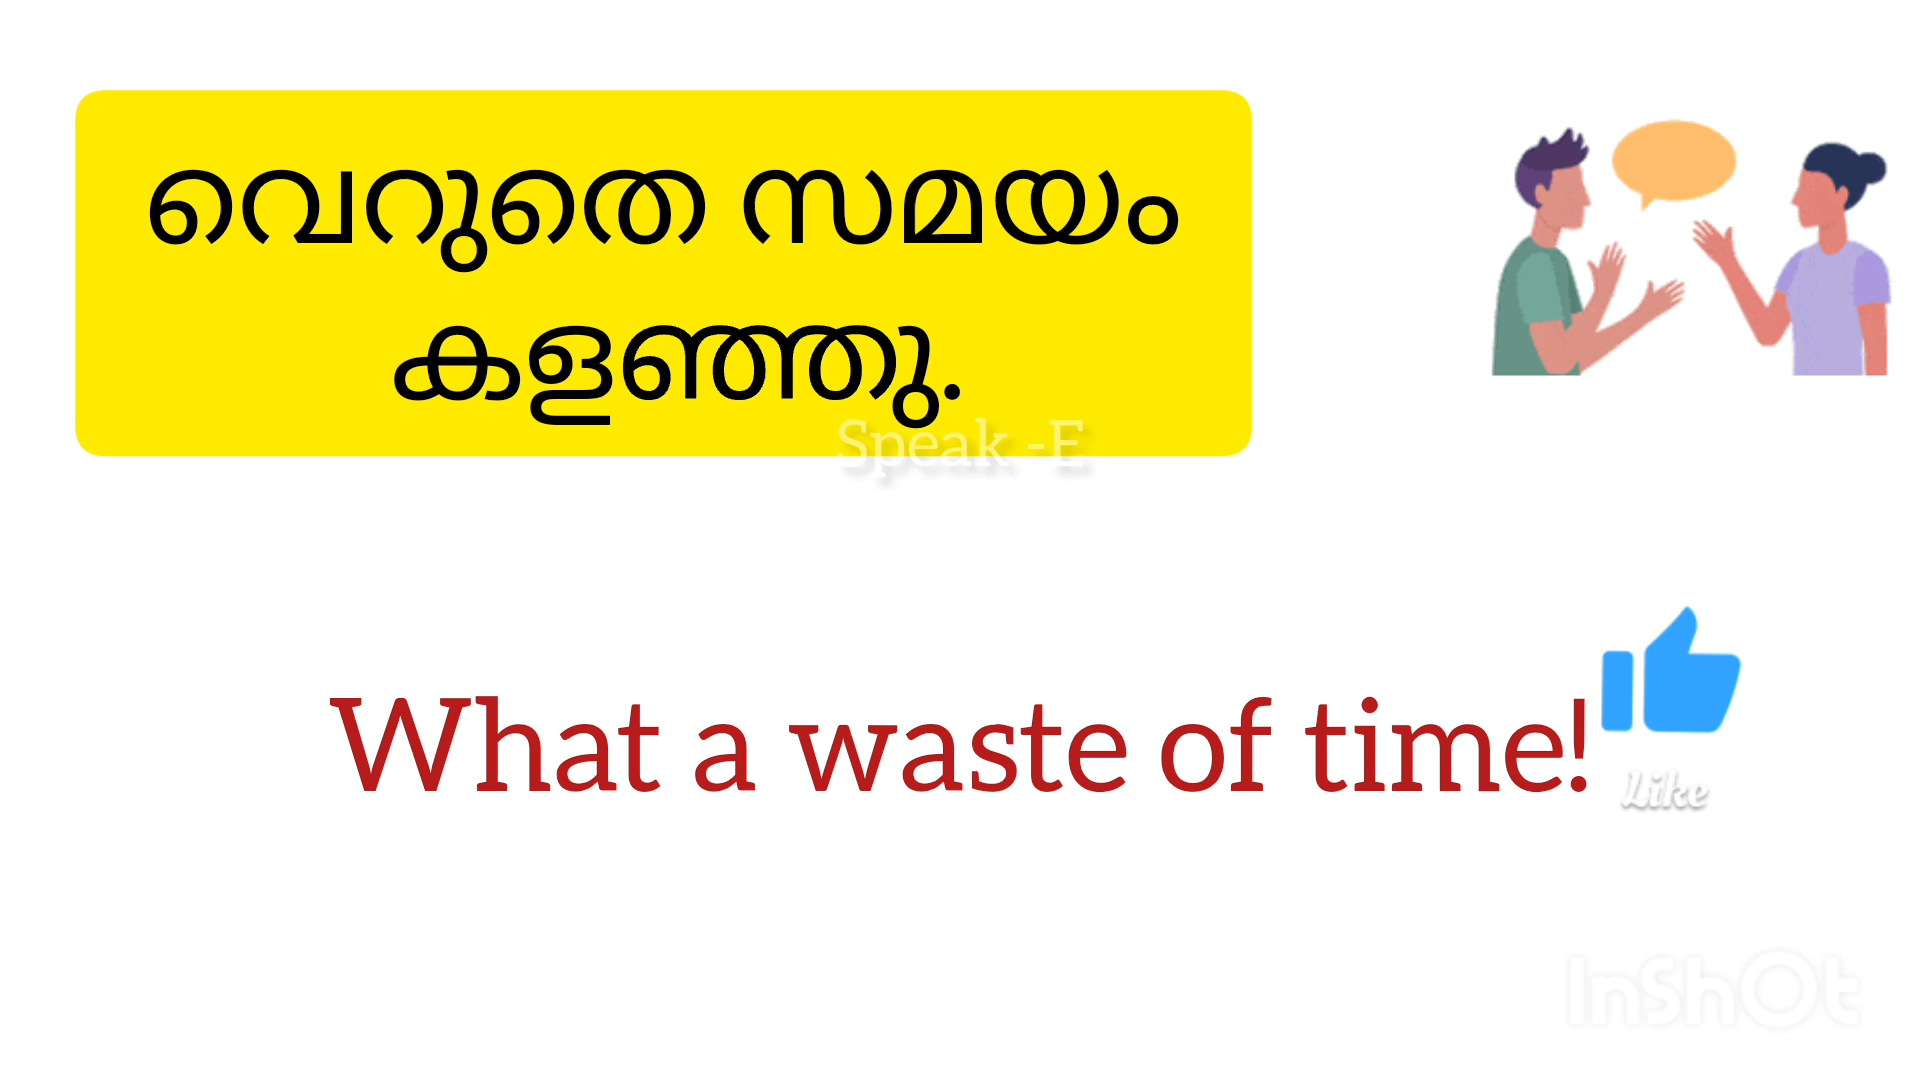 വെറുതെ സമയം
കളഞ്ഞു.
Speak -E
What a waste of time!
Like
InShOt